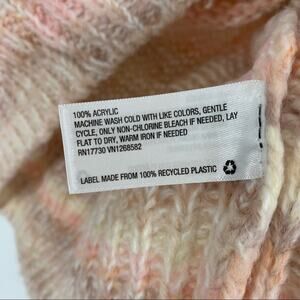 100% ACRYLIC
MACHINE WASH COLD WITH LIKE COLORS, GENTLE
CYCLE, ONLY NON-CHLORINE BLEACH IF NEEDED, LAY
FLAT TO DRY, WARM IRON IF NEEDED
RN17730 VN1268582
LABEL MADE FROM 100% RECYCLED PLASTIC